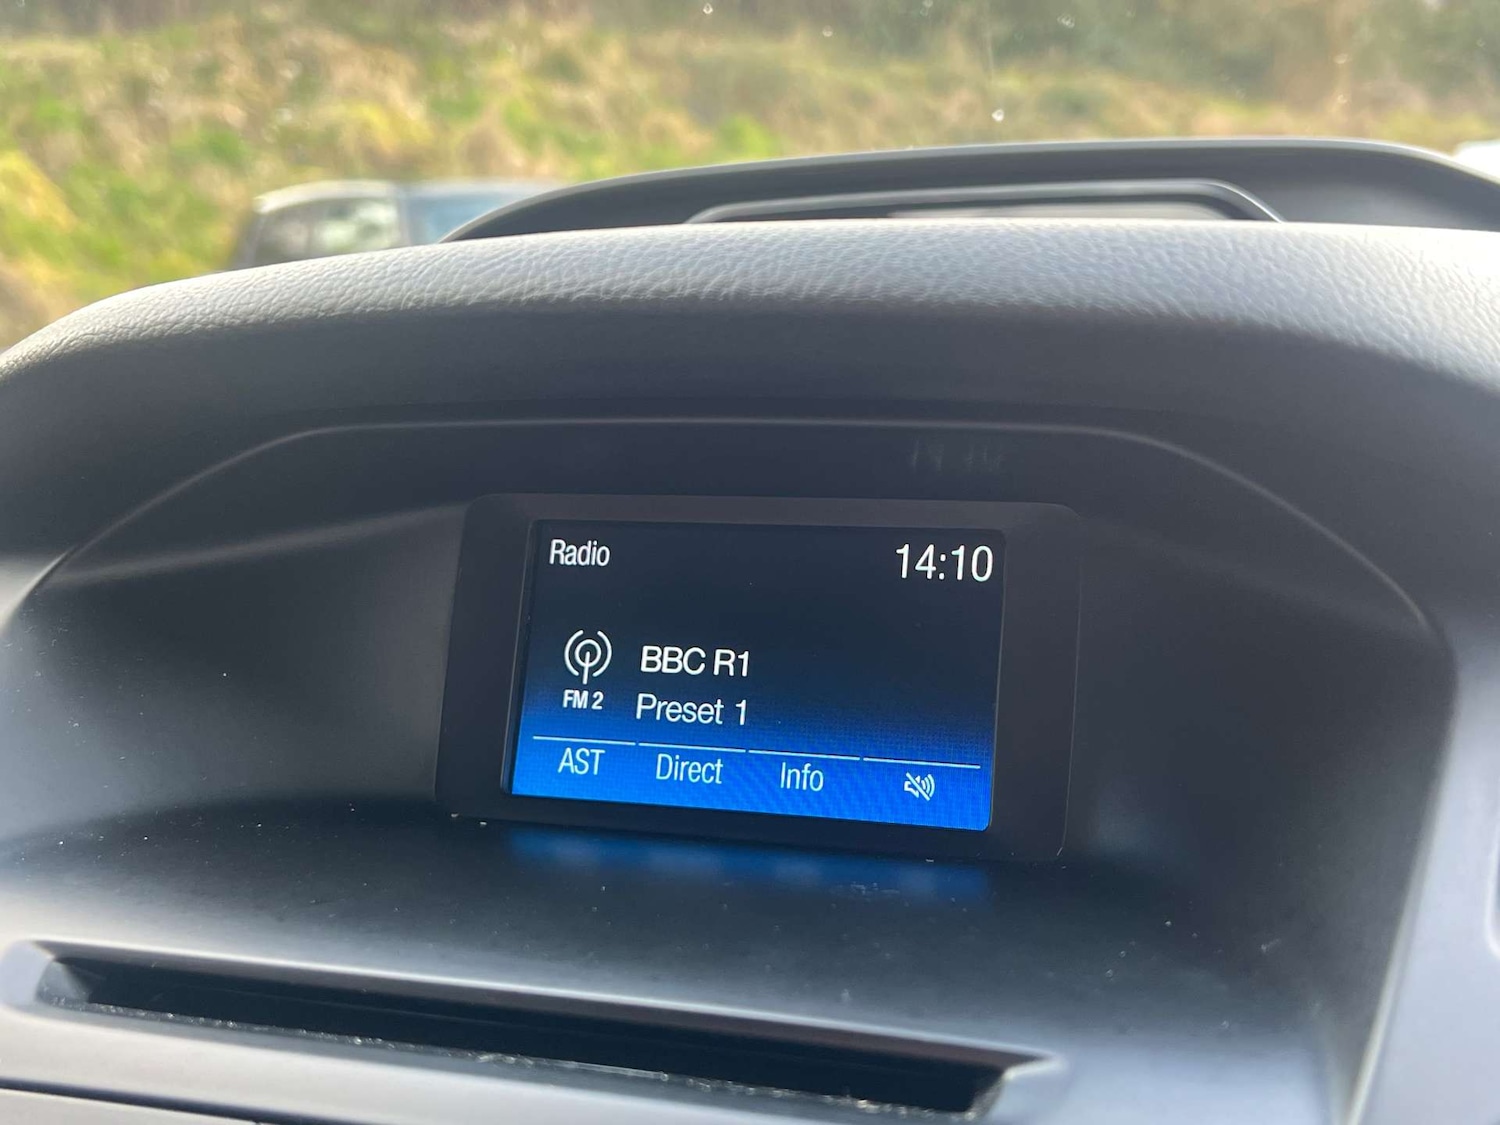 Radio 14:10
BBC R1
FM 2 Preset 1
AST Direct Info